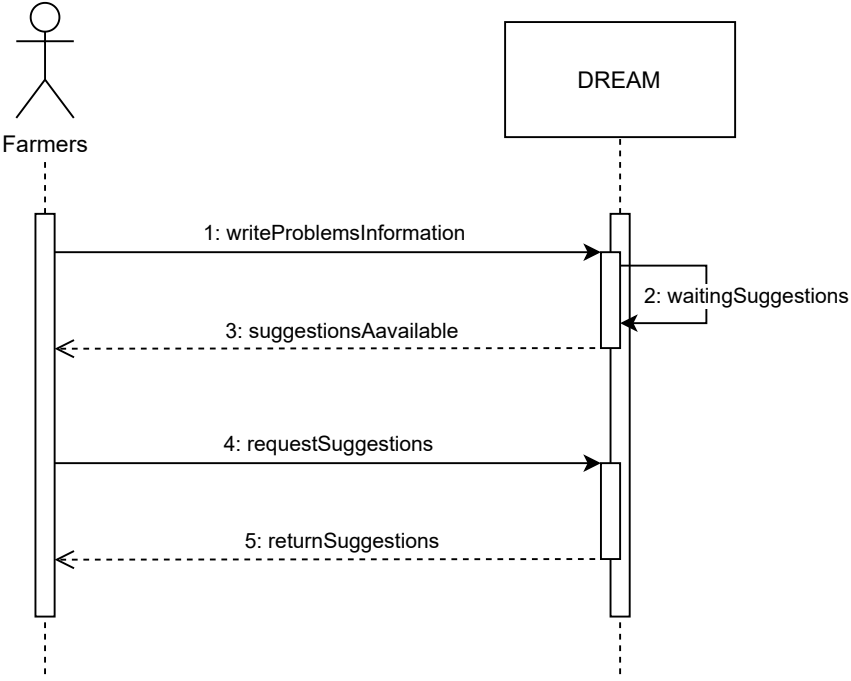 DREAM
Farmers
1: writeProblemsInformation
2: waitingSuggestions
3: suggestionsAavailable
4: requestSuggestions
5: returnSuggestions